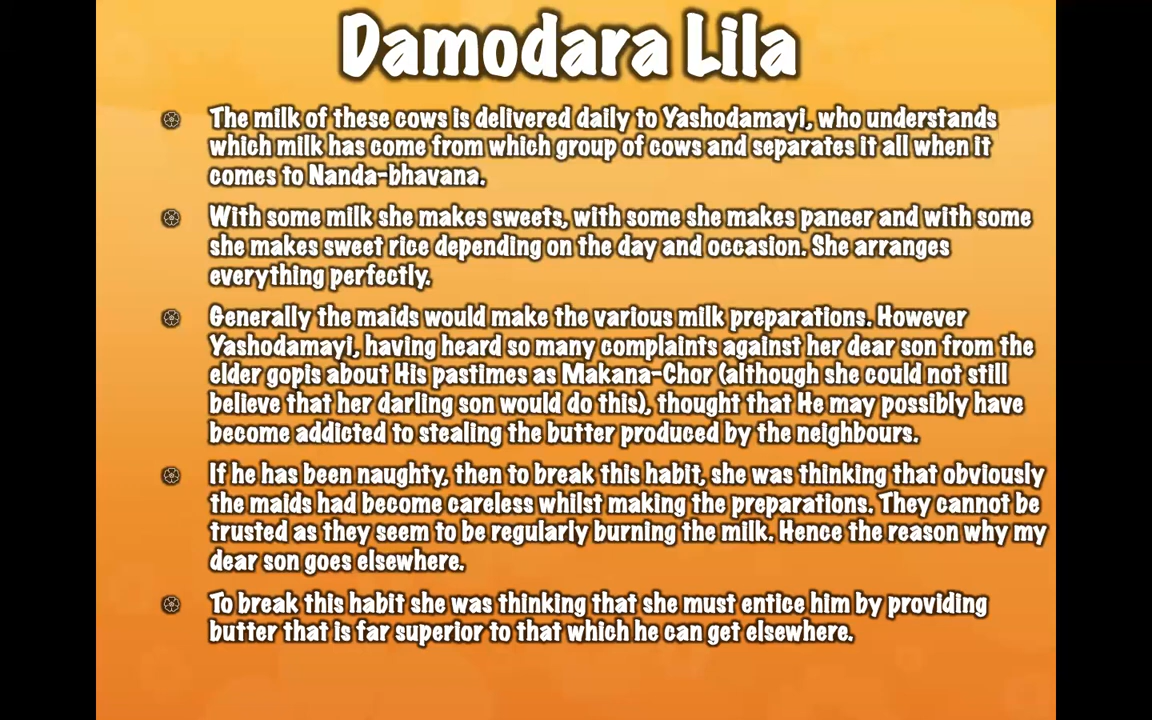 Damodara Lila
The milk of these cows is delivered daily to Yashodamayi, who understands
which milk has come from which group of cows and separates it all when it
comes to Nanda-bhavana.
With some milk she makes sweets, with some she makes paneer and with some
she makes sweet rice depending on the day and occasion. She arranges
everything perfectly.
Generally the maids would make the various milk preparations. However
Yashodamayi, having heard so many complaints against her dear son from the
elder gopis about His pastimes as Makana-Chor (although she could not still
believe that her darling son would do this), thought that He may possibly have
become addicted to stealing the butter produced by the neighbours.
If he has been naughty, then to break this habit, she was thinking that obviously
the maids had become careless whilst making the preparations. They cannot be
trusted as they seem to be regularly burning the milk. Hence the reason why my
dear son goes elsewhere.
To break this habit she was thinking that she must entice him by providing
butter that is far superior to that which he can get elsewhere.